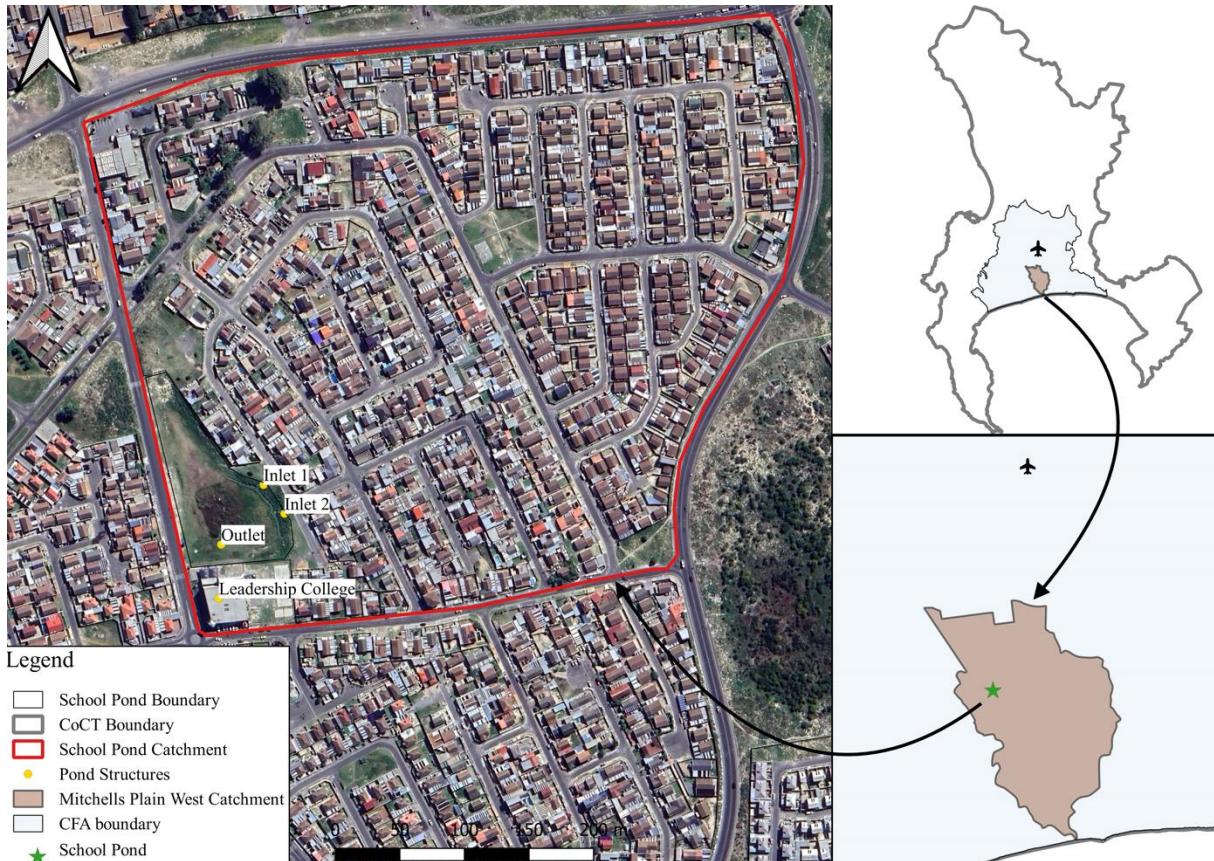 Inlet 1
Inlet 2
Outlet
Leadership College
Legend
School Pond Boundary
CoCT Boundary
School Pond Catchment
Pond Structures
Mitchells Plain West Catchment
CFA boundary
School Pond
0 50 100 150 200 m